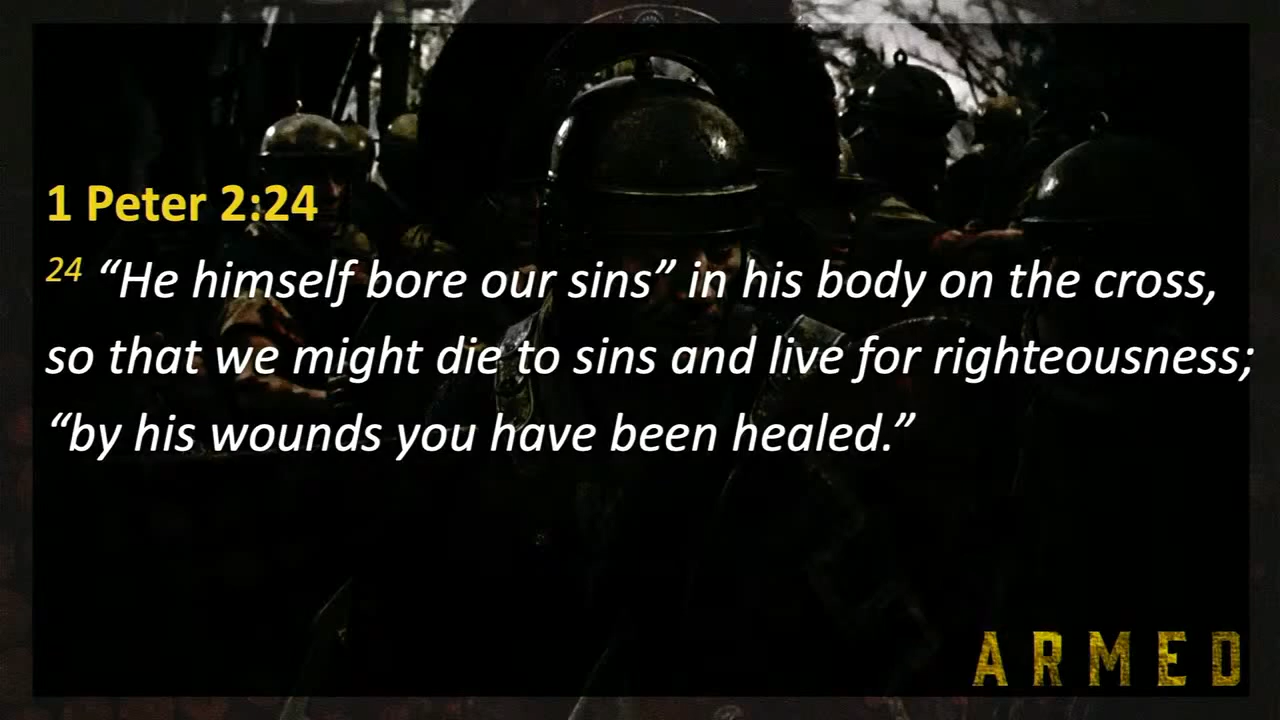 1 Peter 2:24
24 “He himself bore our sins” in his body on the cross,
so that we might die to sins and live for righteousness;
“by his wounds you have been healed.”
ARMED